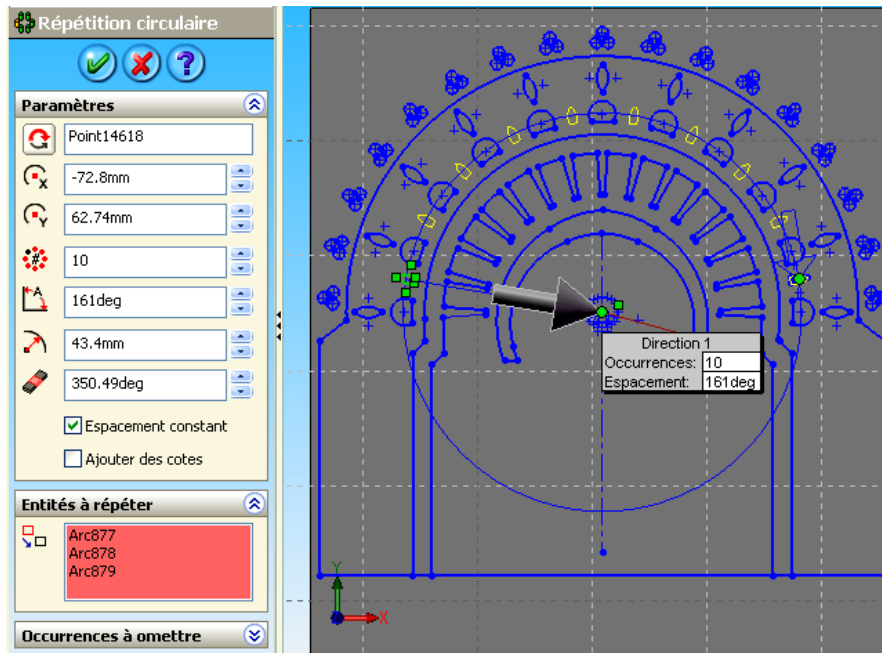 Répétition circulaire
?
Paramètres
Point14618
X
-72.8mm
Y
62.74mm
#
10
A
161deg
43.4mm
350.49deg
Espacement constant
Ajouter des cotes
Entités à répéter
Arc877
Arc878
Arc879
Occurrences à omettre
Direction 1
Occurrences: 10
Espacement: 161deg
Y
X